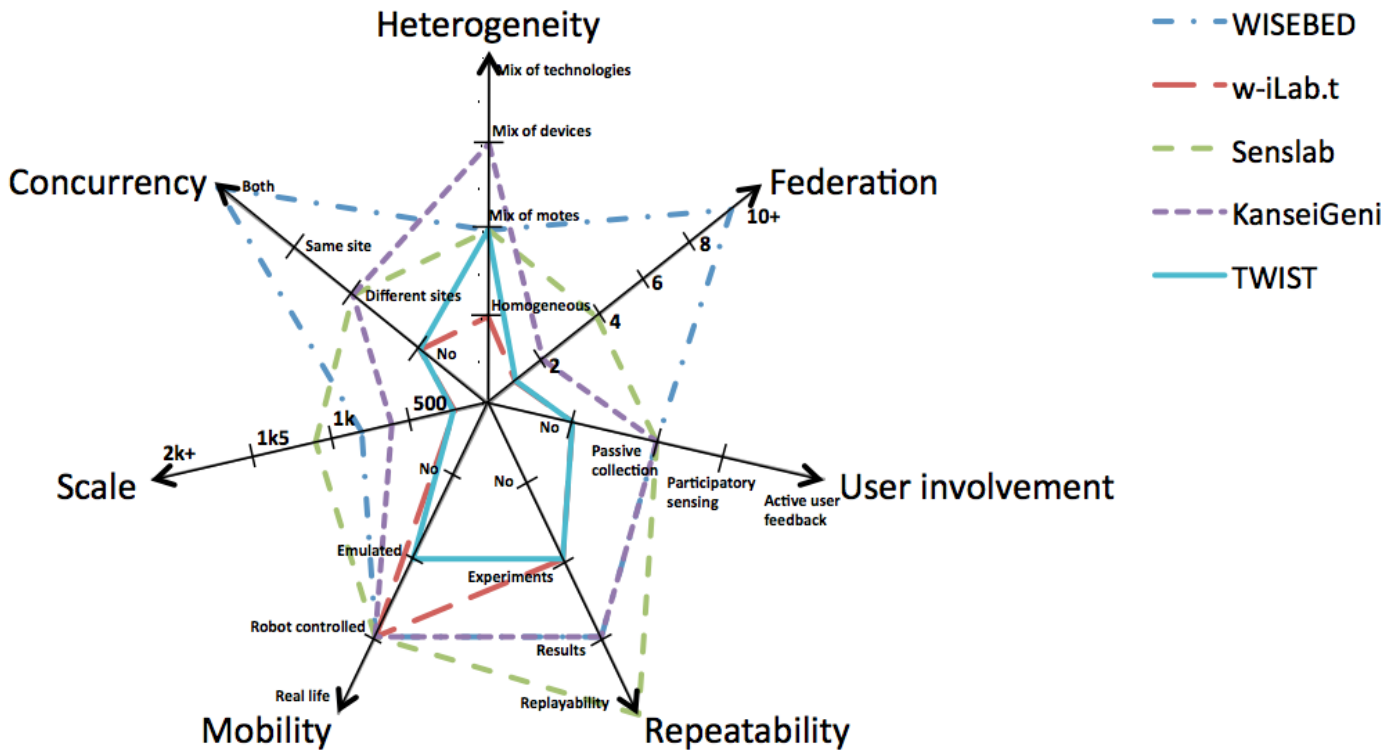 Heterogeneity
Mix of technologies
Mix of devices
Mix of motes
Homogeneous
Concurrency
Both
Same site
Different sites
No
Federation
10+
8
6
4
2
Scale
2k+
1k5
1k
500
User involvement
No
Passive
collection
Participatory
sensing
Active user
feedback
Mobility
No
Emulated
Robot controlled
Real life
Repeatability
No
Experiments
Results
Replayability
WISEBED
w-iLab.t
Senslab
KanseiGeni
TWIST